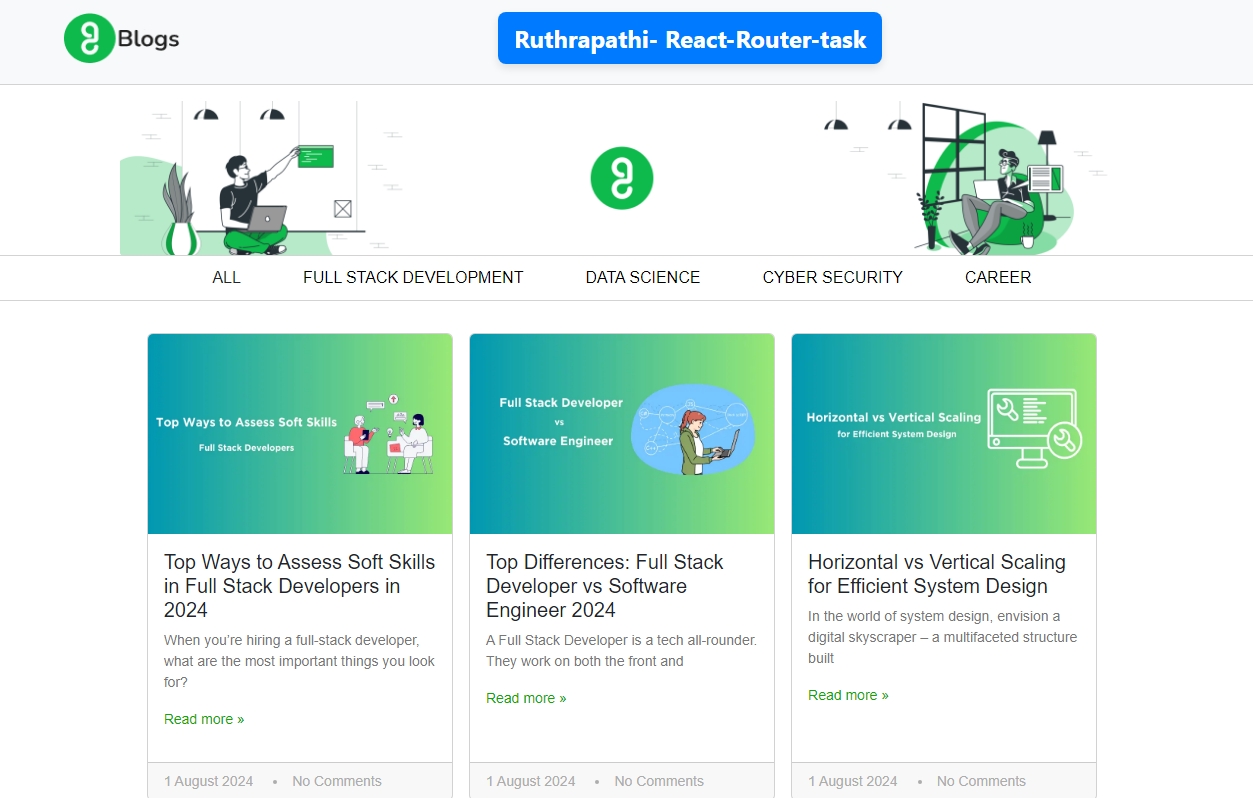 Blogs
Ruthrapathi- React-Router-task
ALL
FULL STACK DEVELOPMENT
DATA SCIENCE
CYBER SECURITY
CAREER
Top Ways to Assess Soft Skills
Full Stack Developers
Full Stack Developer
vs
Software Engineer
Horizontal vs Vertical Scaling
for Efficient System Design
Top Ways to Assess Soft Skills
in Full Stack Developers in
2024
When you’re hiring a full-stack developer,
what are the most important things you look
for?
Read more »
1 August 2024 • No Comments
Top Differences: Full Stack
Developer vs Software
Engineer 2024
A Full Stack Developer is a tech all-rounder.
They work on both the front and
Read more »
1 August 2024 • No Comments
Horizontal vs Vertical Scaling
for Efficient System Design
In the world of system design, envision a
digital skyscraper – a multifaceted structure
built
Read more »
1 August 2024 • No Comments